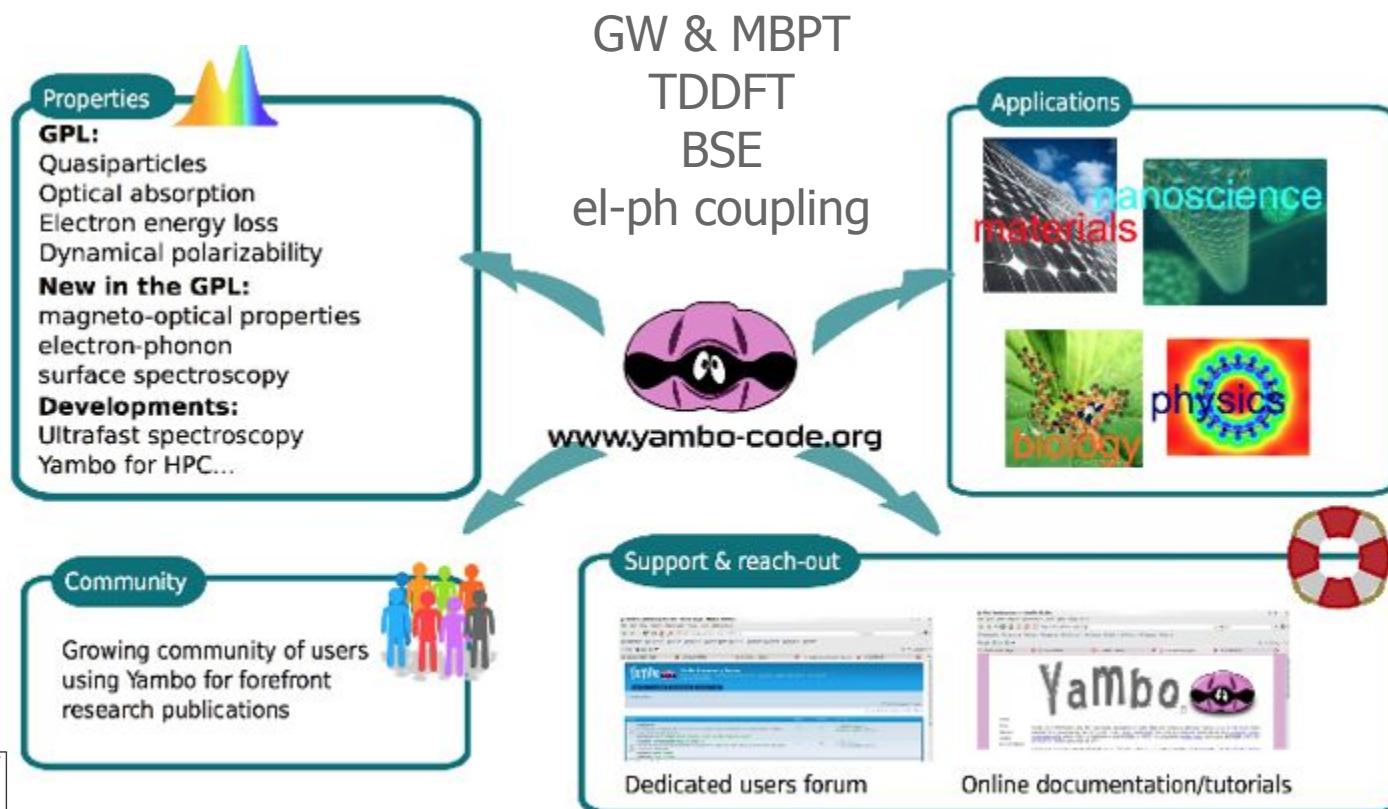 GW & MBPT
TDDFT
BSE
el-ph coupling
Properties
GPL:
Quasiparticles
Optical absorption
Electron energy loss
Dynamical polarizability
New in the GPL:
magneto-optical properties
electron-phonon
surface spectroscopy
Developments:
Ultrafast spectroscopy
Yambo for HPC...
Applications
nanoscience
materials
biology
physics
www.yambo-code.org
Community
Growing community of users
using Yambo for forefront
research publications
Support & reach-out
Yambo
Dedicated users forum
Online documentation/tutorials